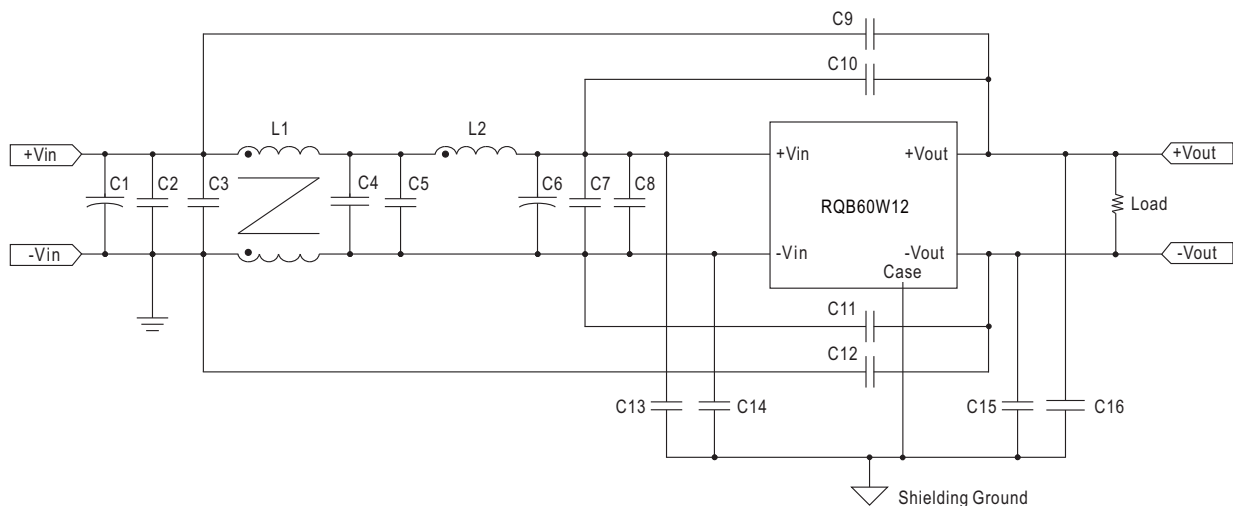 C9
C10
L1
L2
+Vin
C1
C2
C3
C4
C5
C6
C7
C8
+Vin
+Vout
+Vout
RQB60W12
Load
-Vin
-Vin
-Vout
-Vout
Case
C11
C12
C13
C14
C15
C16
Shielding Ground